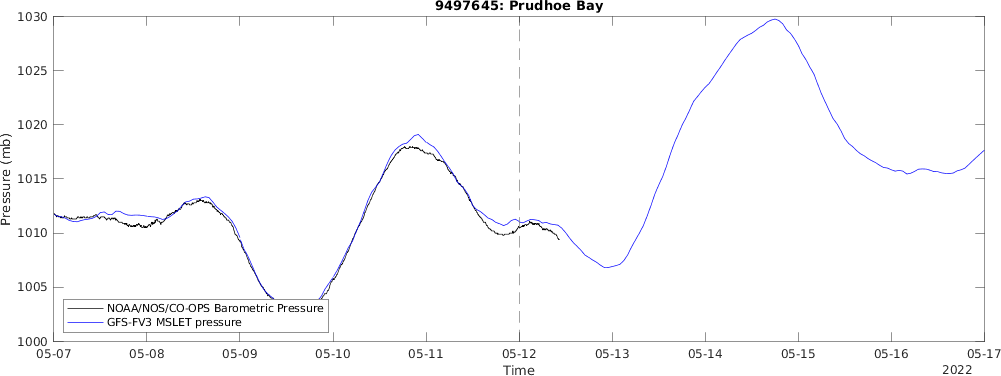 9497645: Prudhoe Bay
1030
1025
1020
1015
1010
1005
1000
Pressure (mb)
NOAA/NOS/CO-OPS Barometric Pressure
GFS-FV3 MSLET pressure
05-07 05-08 05-09 05-10 05-11 05-12 05-13 05-14 05-15 05-16 05-17
Time
2022